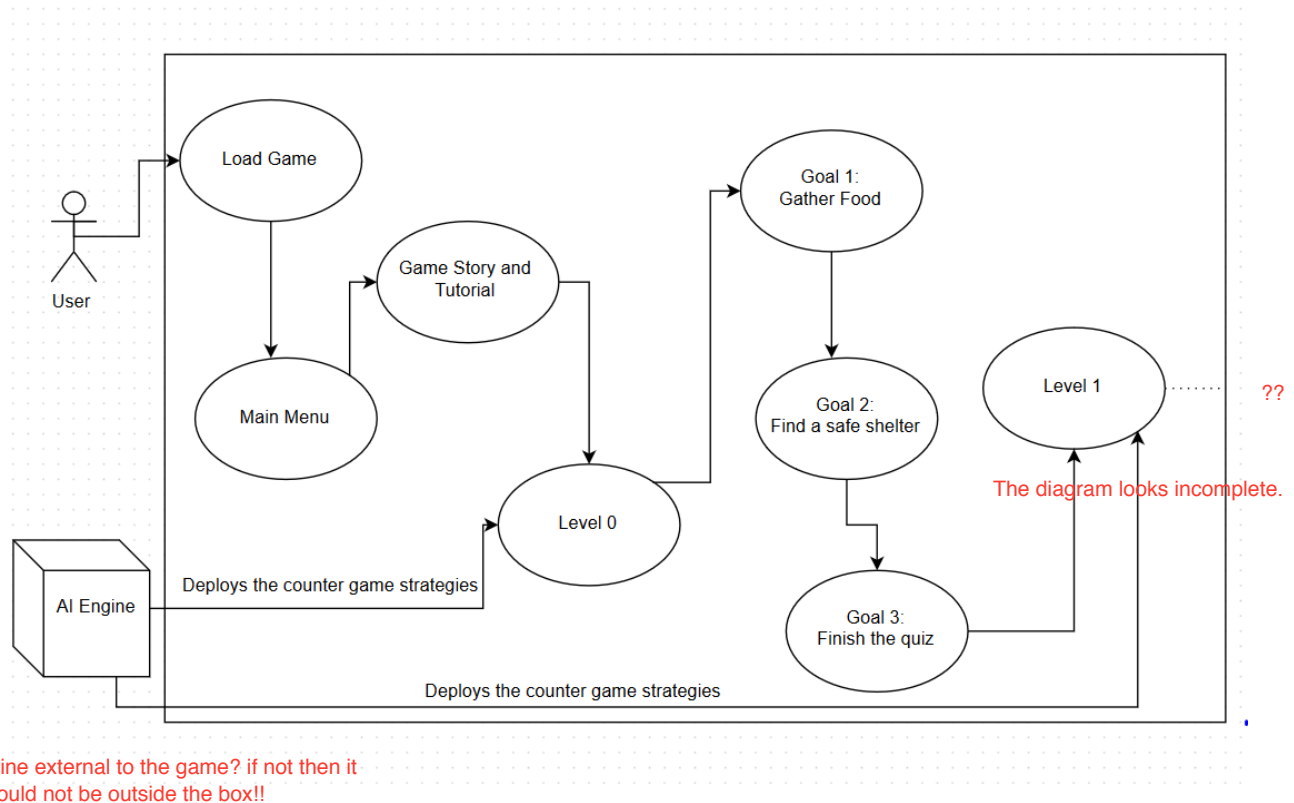 Load Game
User
Game Story and
Tutorial
Main Menu
Goal 1:
Gather Food
Goal 2:
Find a safe shelter
Level 1
??
The diagram looks incomplete.
Level 0
Deploys the counter game strategies
AI Engine
Goal 3:
Finish the quiz
Deploys the counter game strategies
external to the game? if not then it
not be outside the box!!